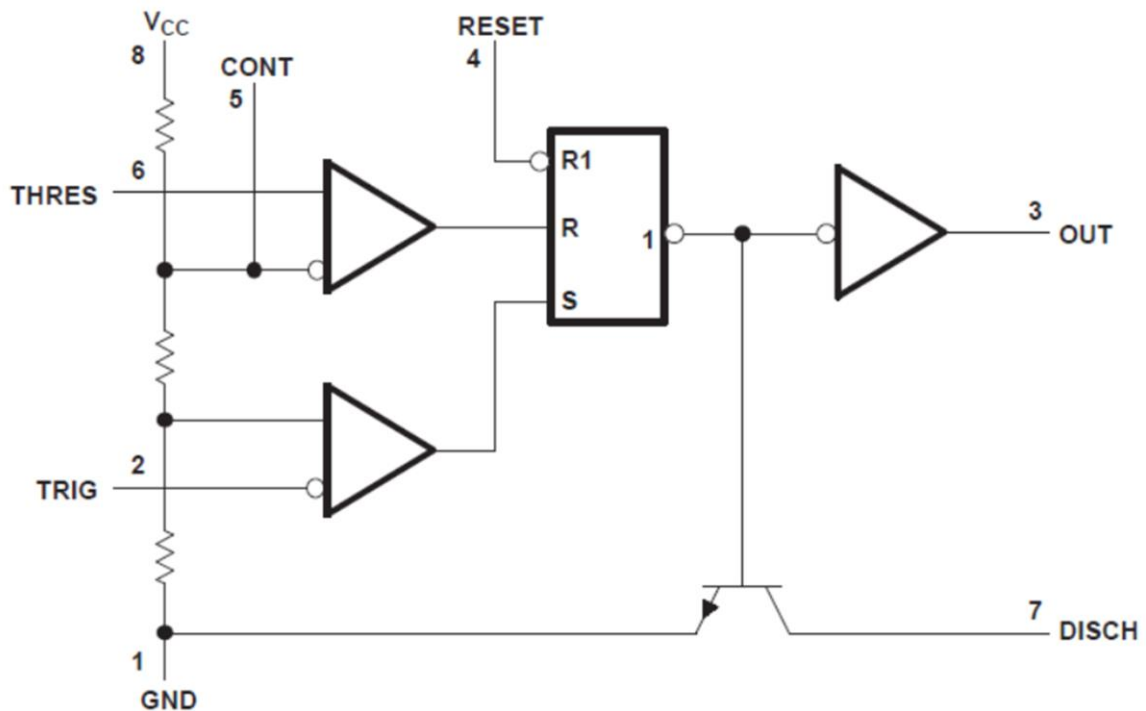 VCC
8
RESET
4
CONT
5
6
THRES
R1
R
1
S
3
OUT
2
TRIG
7
DISCH
1
GND